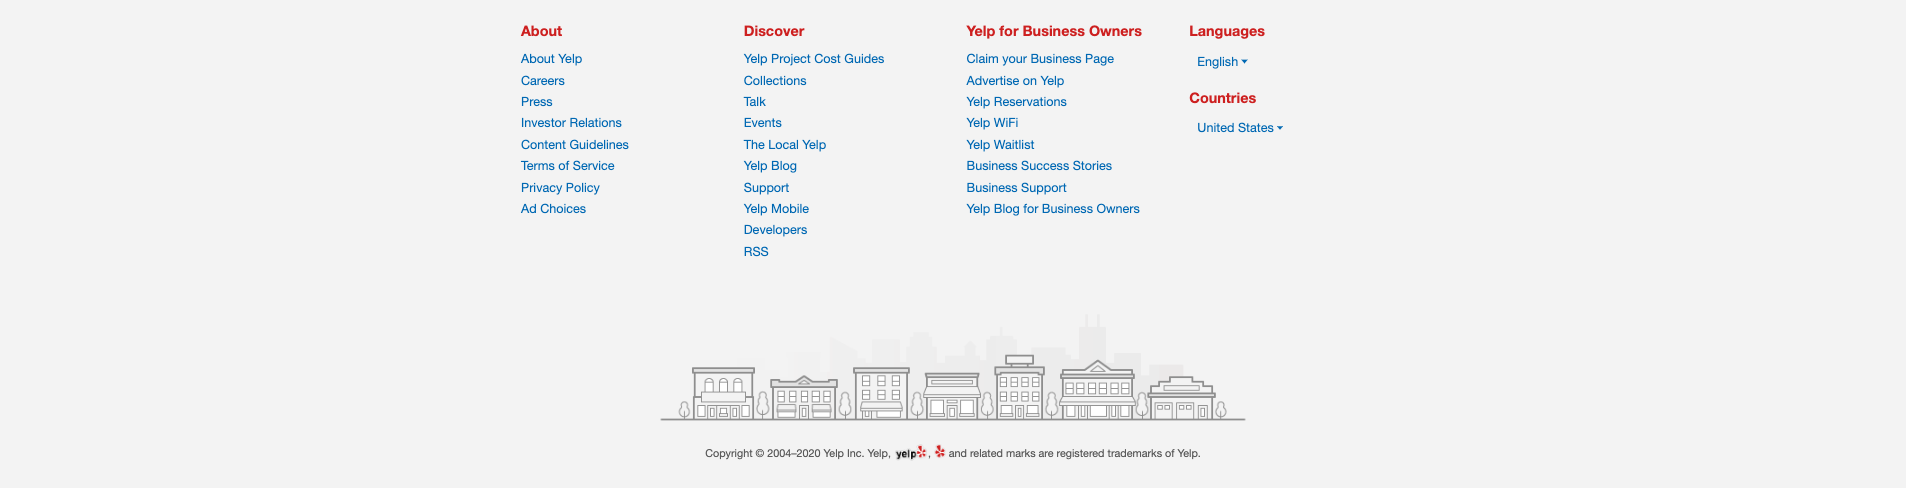 About
About Yelp
Careers
Press
Investor Relations
Content Guidelines
Terms of Service
Privacy Policy
Ad Choices
Discover
Yelp Project Cost Guides
Collections
Talk
Events
The Local Yelp
Yelp Blog
Support
Yelp Mobile
Developers
RSS
Yelp for Business Owners
Claim your Business Page
Advertise on Yelp
Yelp Reservations
Yelp WiFi
Yelp Waitlist
Business Success Stories
Business Support
Yelp Blog for Business Owners
Languages
English
Countries
United States
Copyright © 2004–2020 Yelp Inc. Yelp, yelp, and related marks are registered trademarks of Yelp.